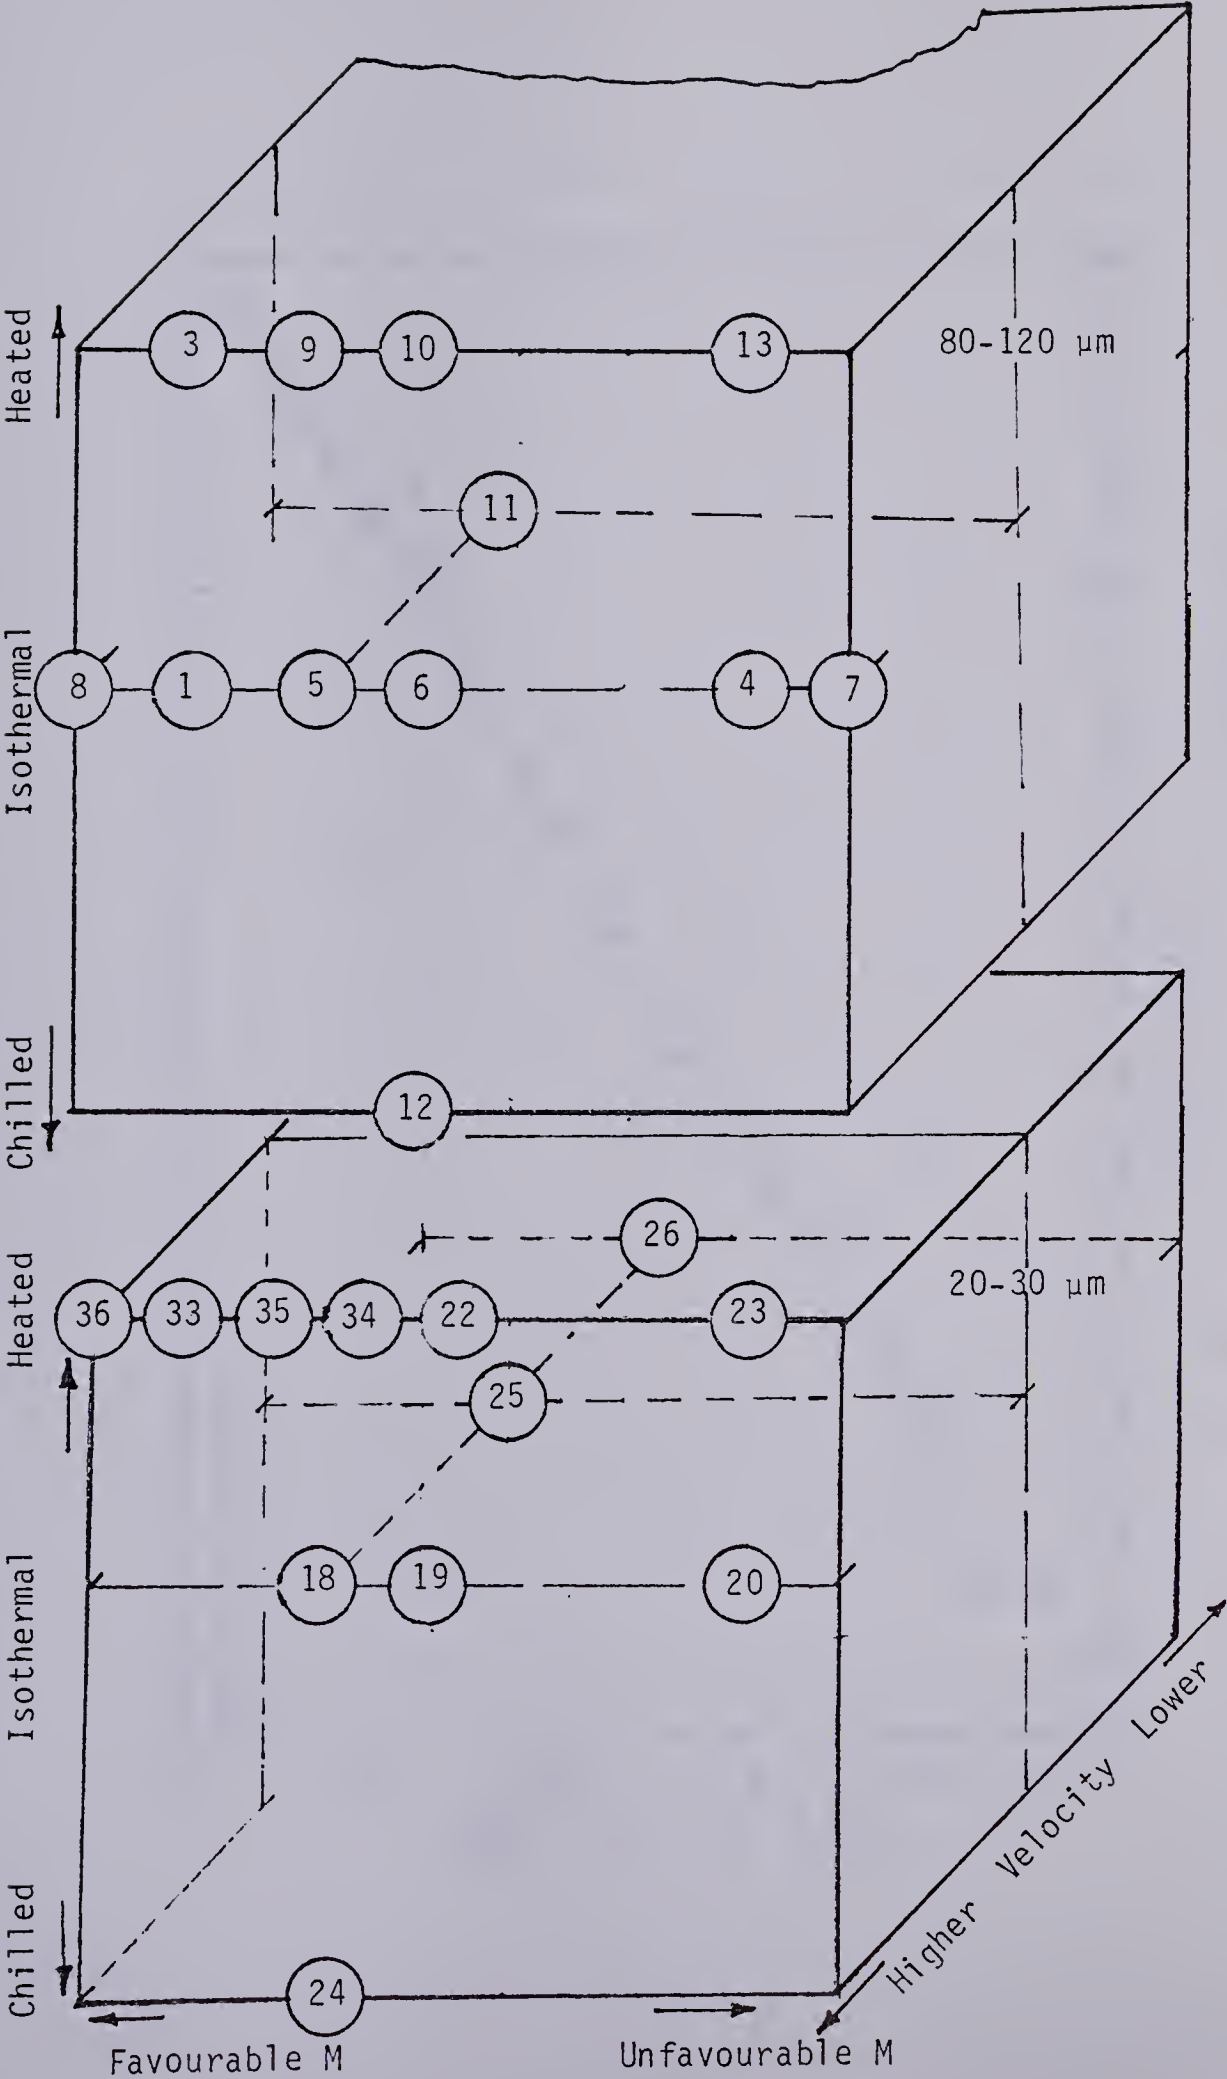 Heated
3 9 10 13
80-120 µm
11
Isothermal
8 1 5 6 4 7
Chilled
12
26
20-30 µm
Heated
36 33 35 34 22 23
25
Isothermal
18 19 20
Chilled
24
Higher Velocity Lower
Favourable M
Unfavourable M